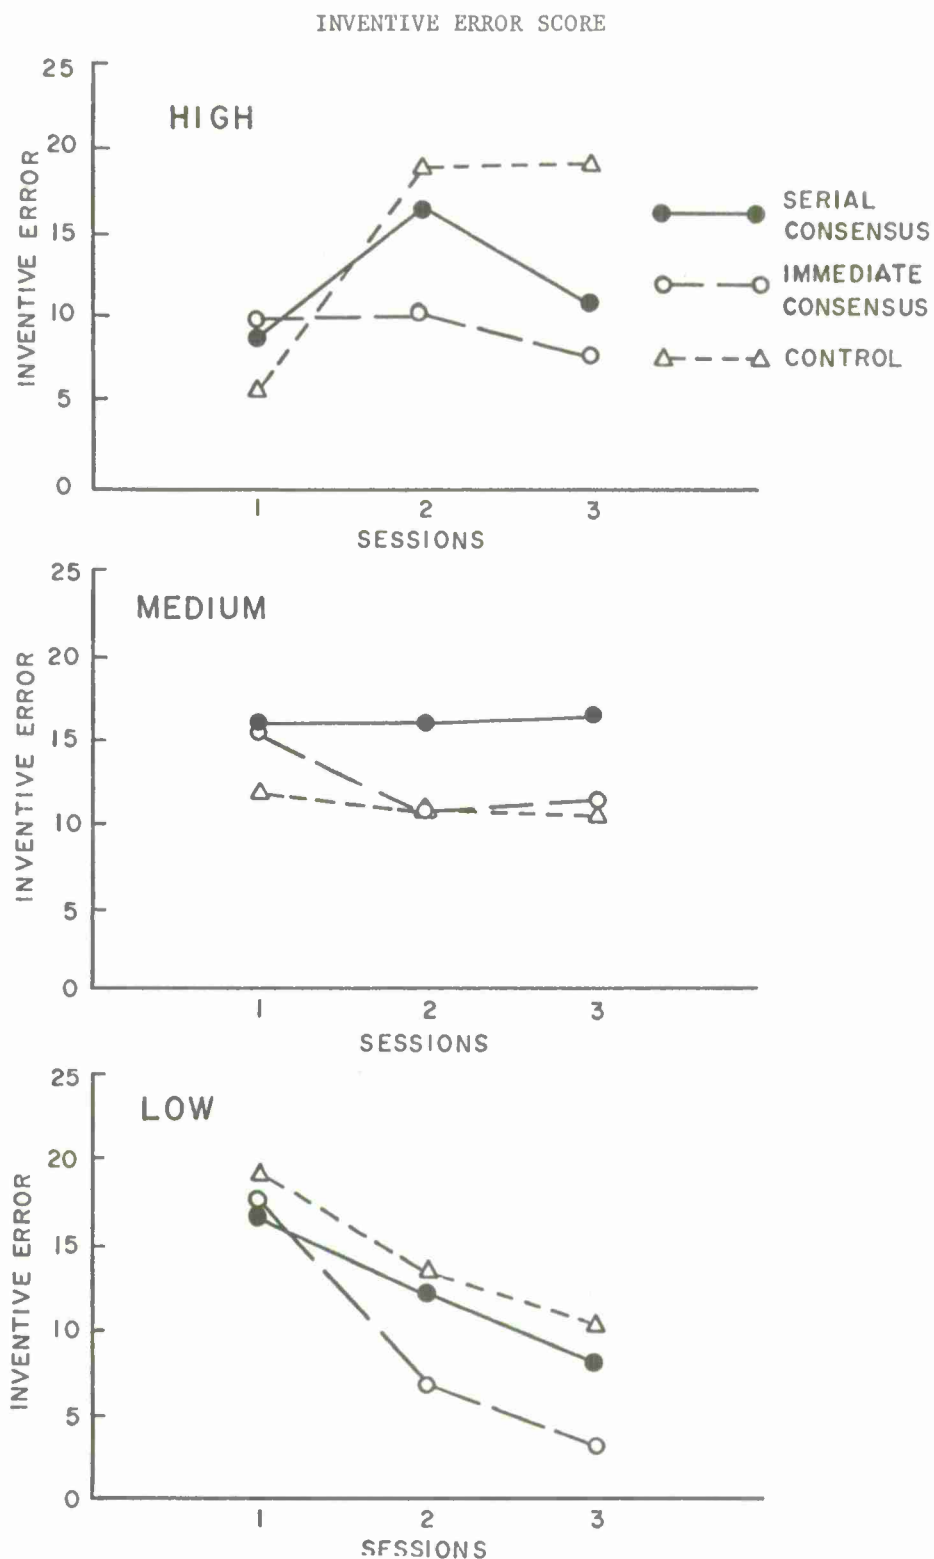 INVENTIVE ERROR SCORE
HIGH
INVENTIVE ERROR
25
20
15
10
5
0
1 2 3
SESSIONS
SERIAL
CONSENSUS
IMMEDIATE
CONSENSUS
CONTROL
MEDIUM
INVENTIVE ERROR
25
20
15
10
5
0
1 2 3
SESSIONS
LOW
INVENTIVE ERROR
25
20
15
10
5
0
1 2 3
SESSIONS